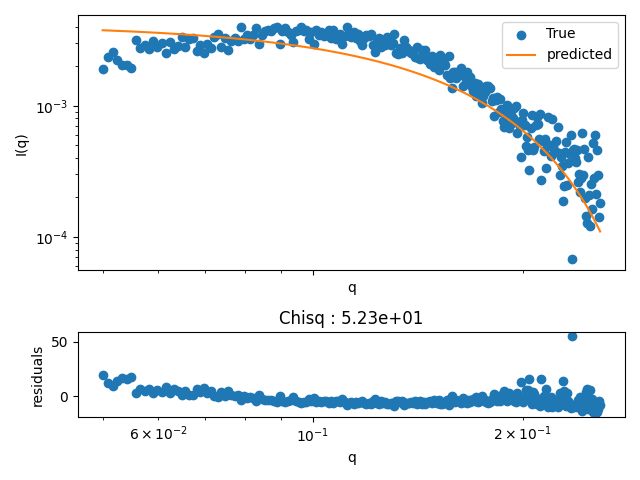 True
predicted
10⁻³
10⁻⁴
I(q)
q
Chisq : 5.23e+01
50
0
residuals
6 × 10⁻²
10⁻¹
2 × 10⁻¹
q